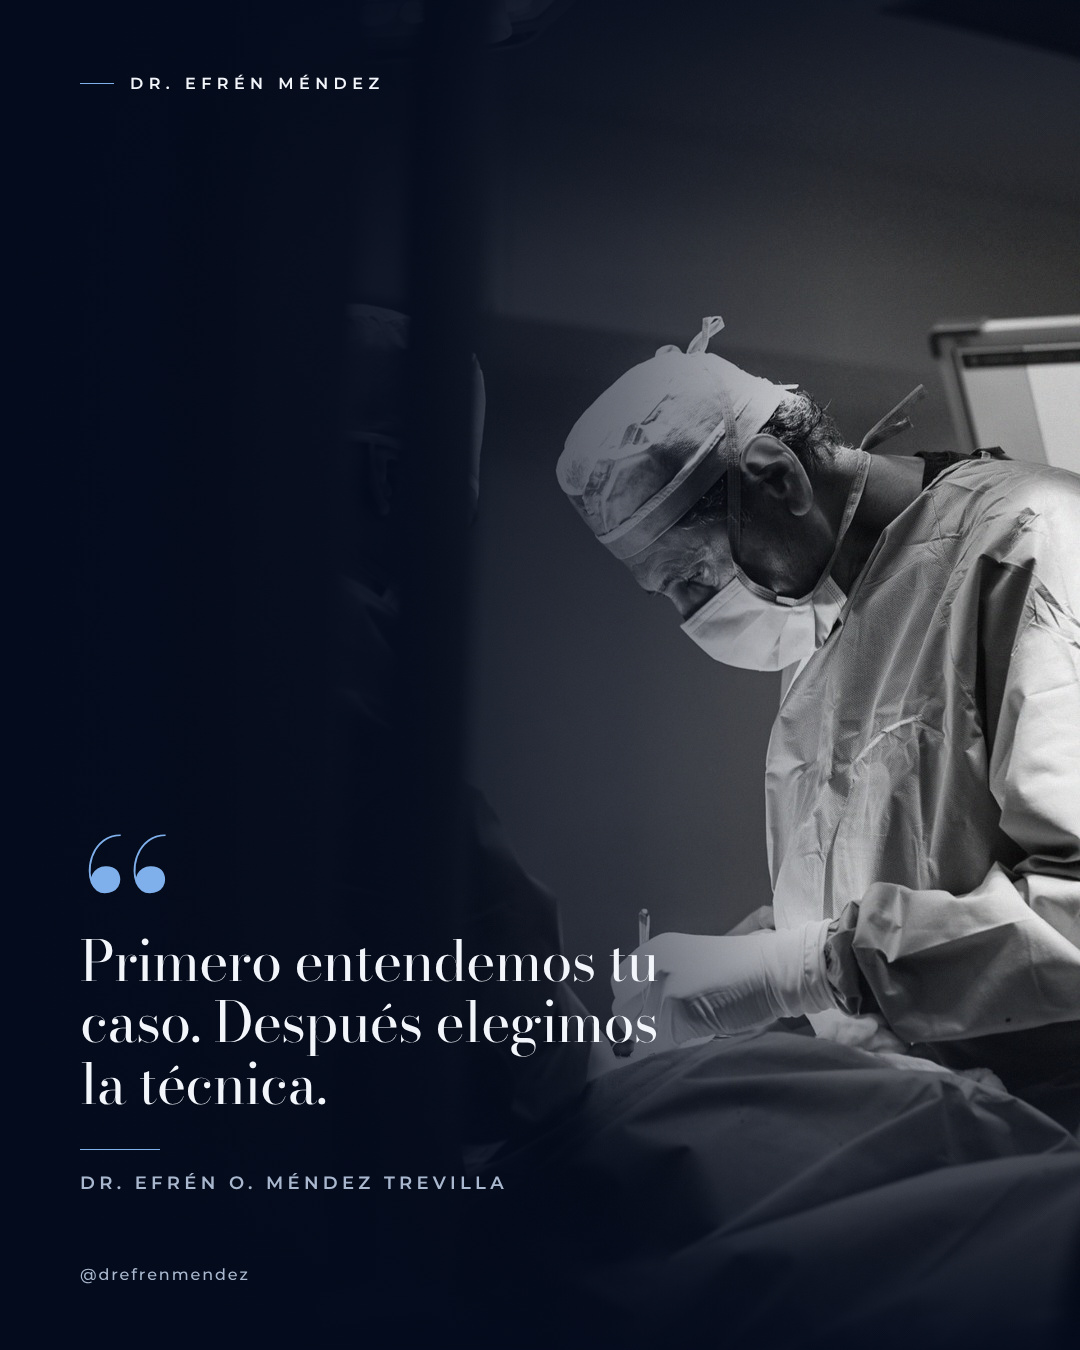 DR. EFRÉN MÉNDEZ
“
Primero entendemos tu
caso. Después elegimos
la técnica.
DR. EFRÉN O. MÉNDEZ TREVILLA
@drefrenmendez